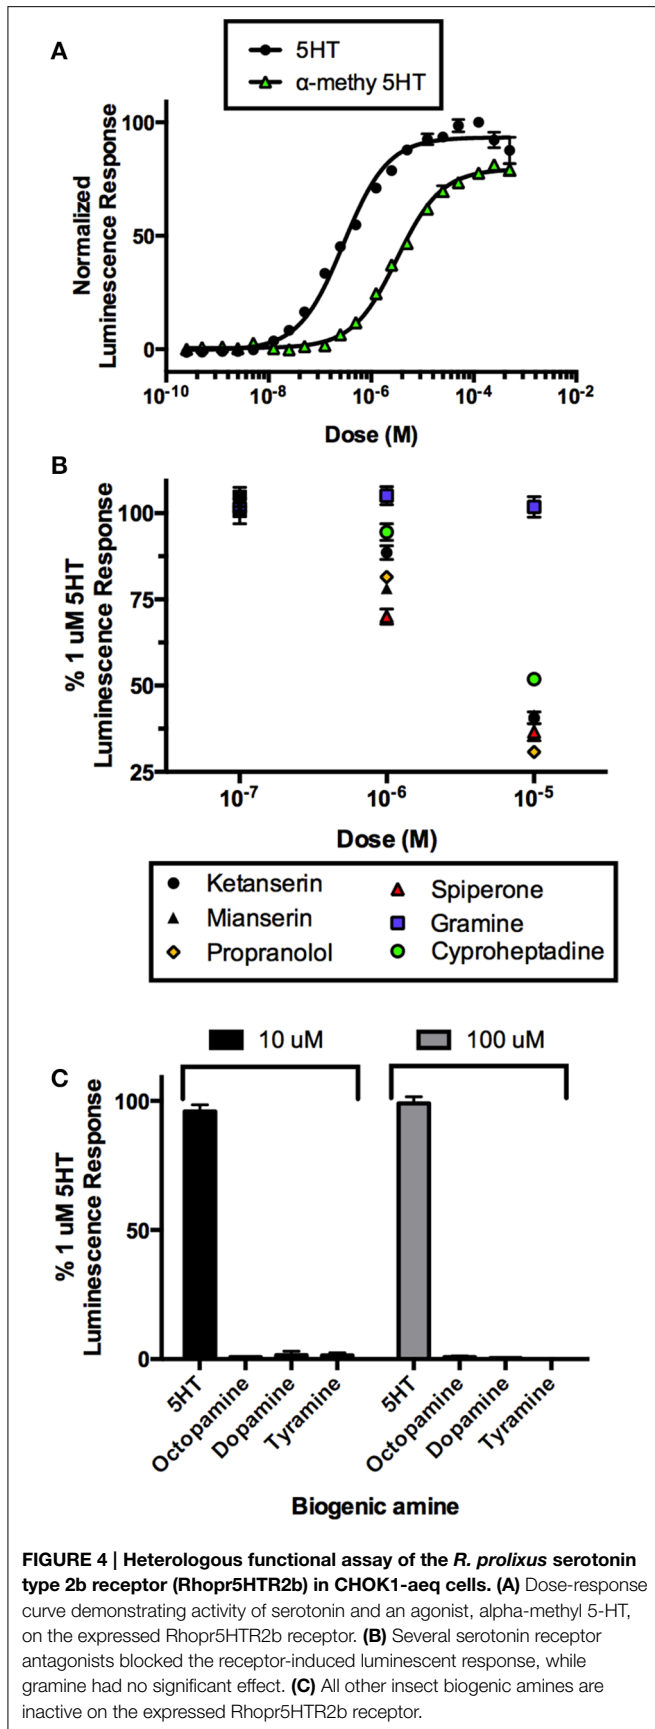 A
5HT
α-methy 5HT
Normalized
Luminescence Response
100
50
0
10-10
10-8
10-6
10-4
10-2
Dose (M)
B
% 1 uM 5HT
Luminescence Response
100
75
50
25
10-7
10-6
10-5
Dose (M)
Ketanserin
Spiperone
Mianserin
Gramine
Propranolol
Cyproheptadine
10 uM
100 uM
C
% 1 uM 5HT
Luminescence Response
100
50
0
5HT
Octopamine
Dopamine
Tyramine
5HT
Octopamine
Dopamine
Tyramine
Biogenic amine
FIGURE 4 | Heterologous functional assay of the R. prolixus serotonin
type 2b receptor (Rhopr5HTR2b) in CHOK1-aeq cells. (A) Dose-response
curve demonstrating activity of serotonin and an agonist, alpha-methyl 5-HT,
on the expressed Rhopr5HTR2b receptor. (B) Several serotonin receptor
antagonists blocked the receptor-induced luminescent response, while
gramine had no significant effect. (C) All other insect biogenic amines are
inactive on the expressed Rhopr5HTR2b receptor.